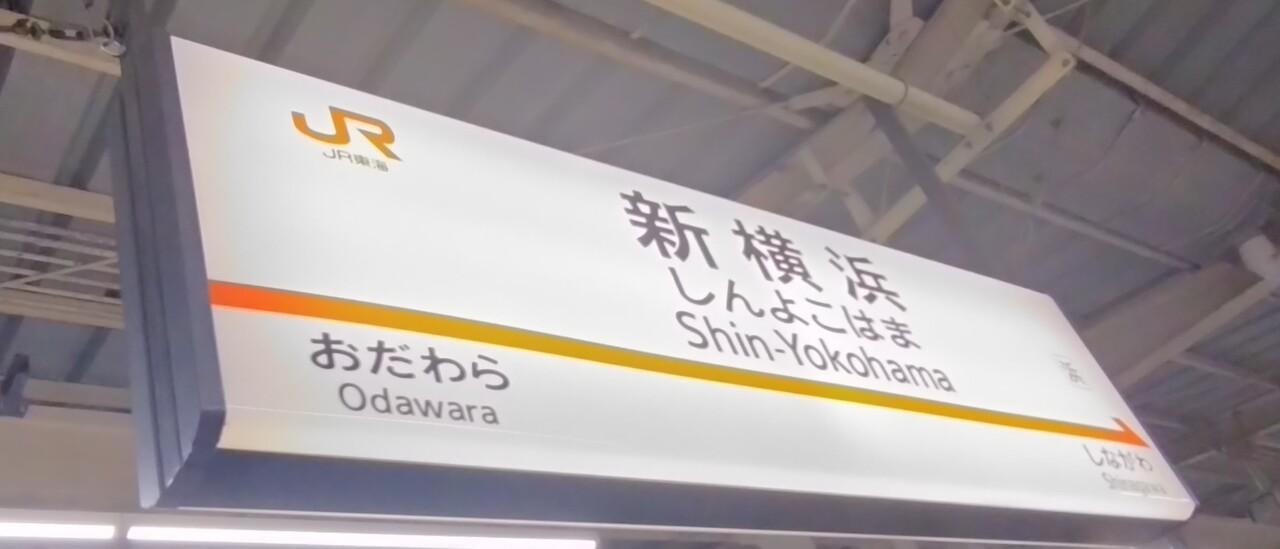 JR
JR東海
新横浜
しんよこはま
Shin-Yokohama
浜
おだわら
Odawara
しながわ
Shinagawa